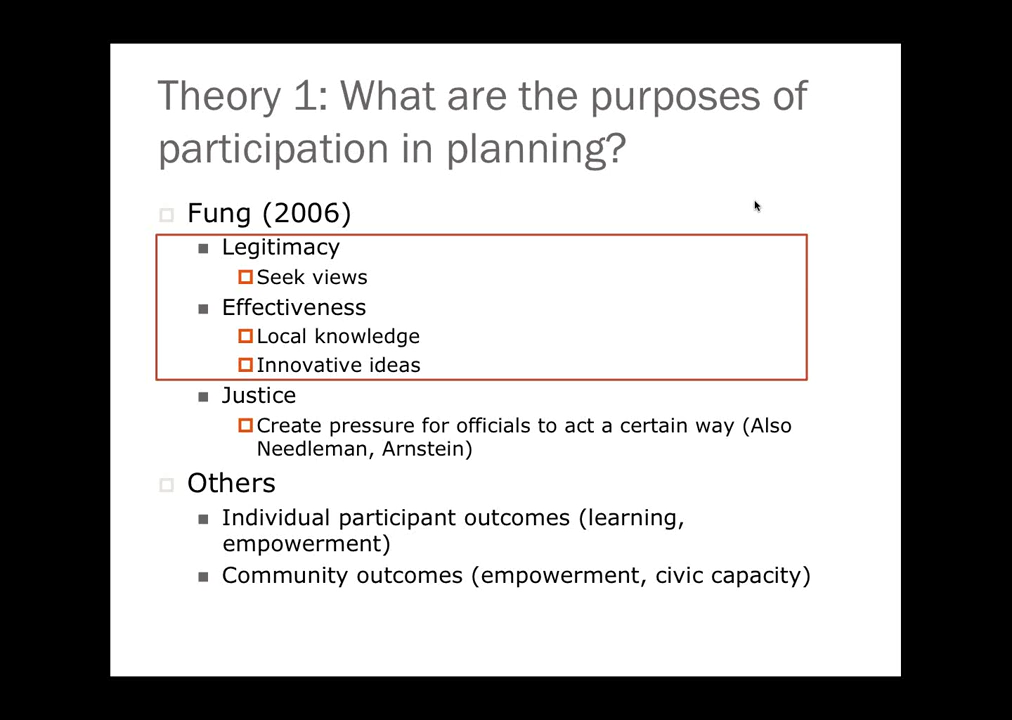 Theory 1: What are the purposes of
participation in planning?
Fung (2006)
Legitimacy
Seek views
Effectiveness
Local knowledge
Innovative ideas
Justice
Create pressure for officials to act a certain way (Also
Needleman, Arnstein)
Others
Individual participant outcomes (learning,
empowerment)
Community outcomes (empowerment, civic capacity)